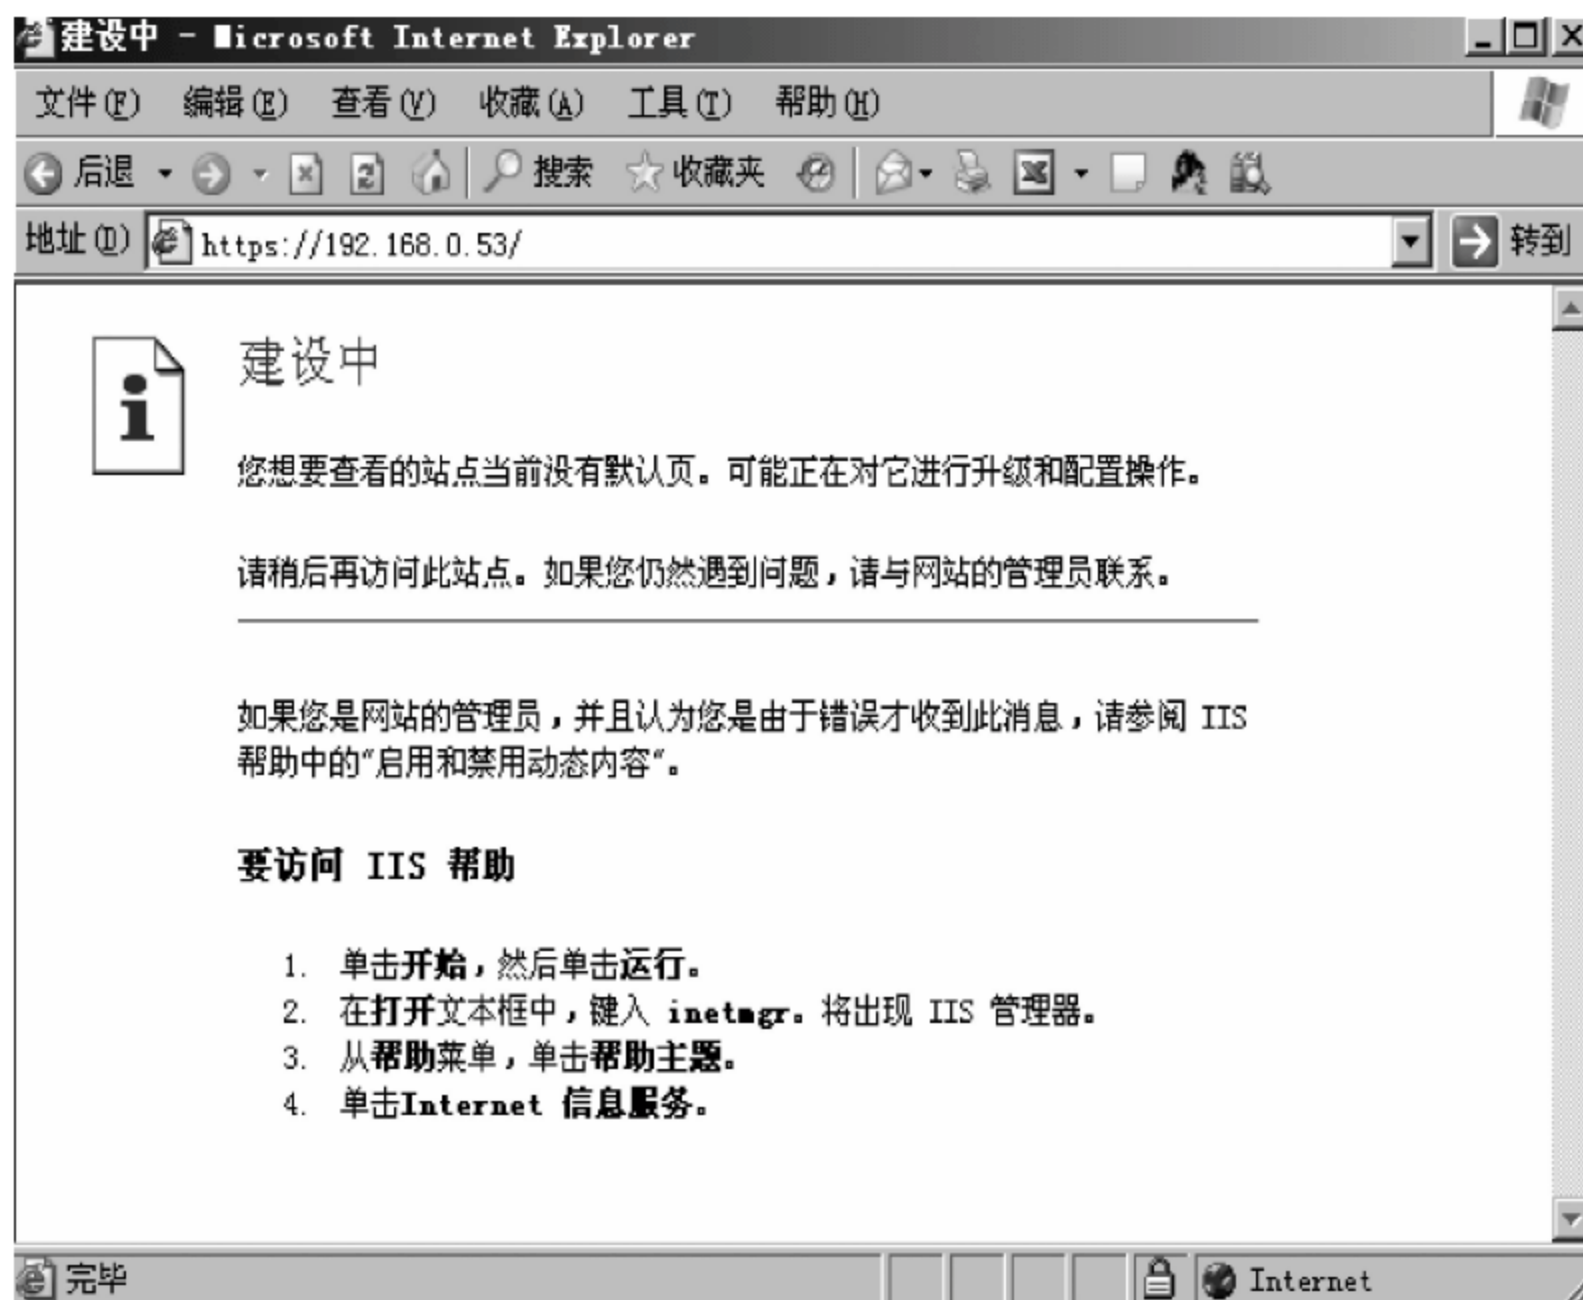 建设中 - Microsoft Internet Explorer
文件(F) 编辑(E) 查看(V) 收藏(A) 工具(T) 帮助(H)
后退 搜索 收藏夹
地址(D) https://192.168.0.53/ 转到
建设中
您想要查看的站点当前没有默认页。可能正在对它进行升级和配置操作。
请稍后再访问此站点。如果您仍然遇到问题，请与网站的管理员联系。
如果您是网站的管理员，并且认为您是由于错误才收到此消息，请参阅 IIS
帮助中的“启用和禁用动态内容”。
要访问 IIS 帮助
1. 单击开始，然后单击运行。
2. 在打开文本框中，键入 inetmgr。将出现 IIS 管理器。
3. 从帮助菜单，单击帮助主题。
4. 单击Internet 信息服务。
完毕 Internet